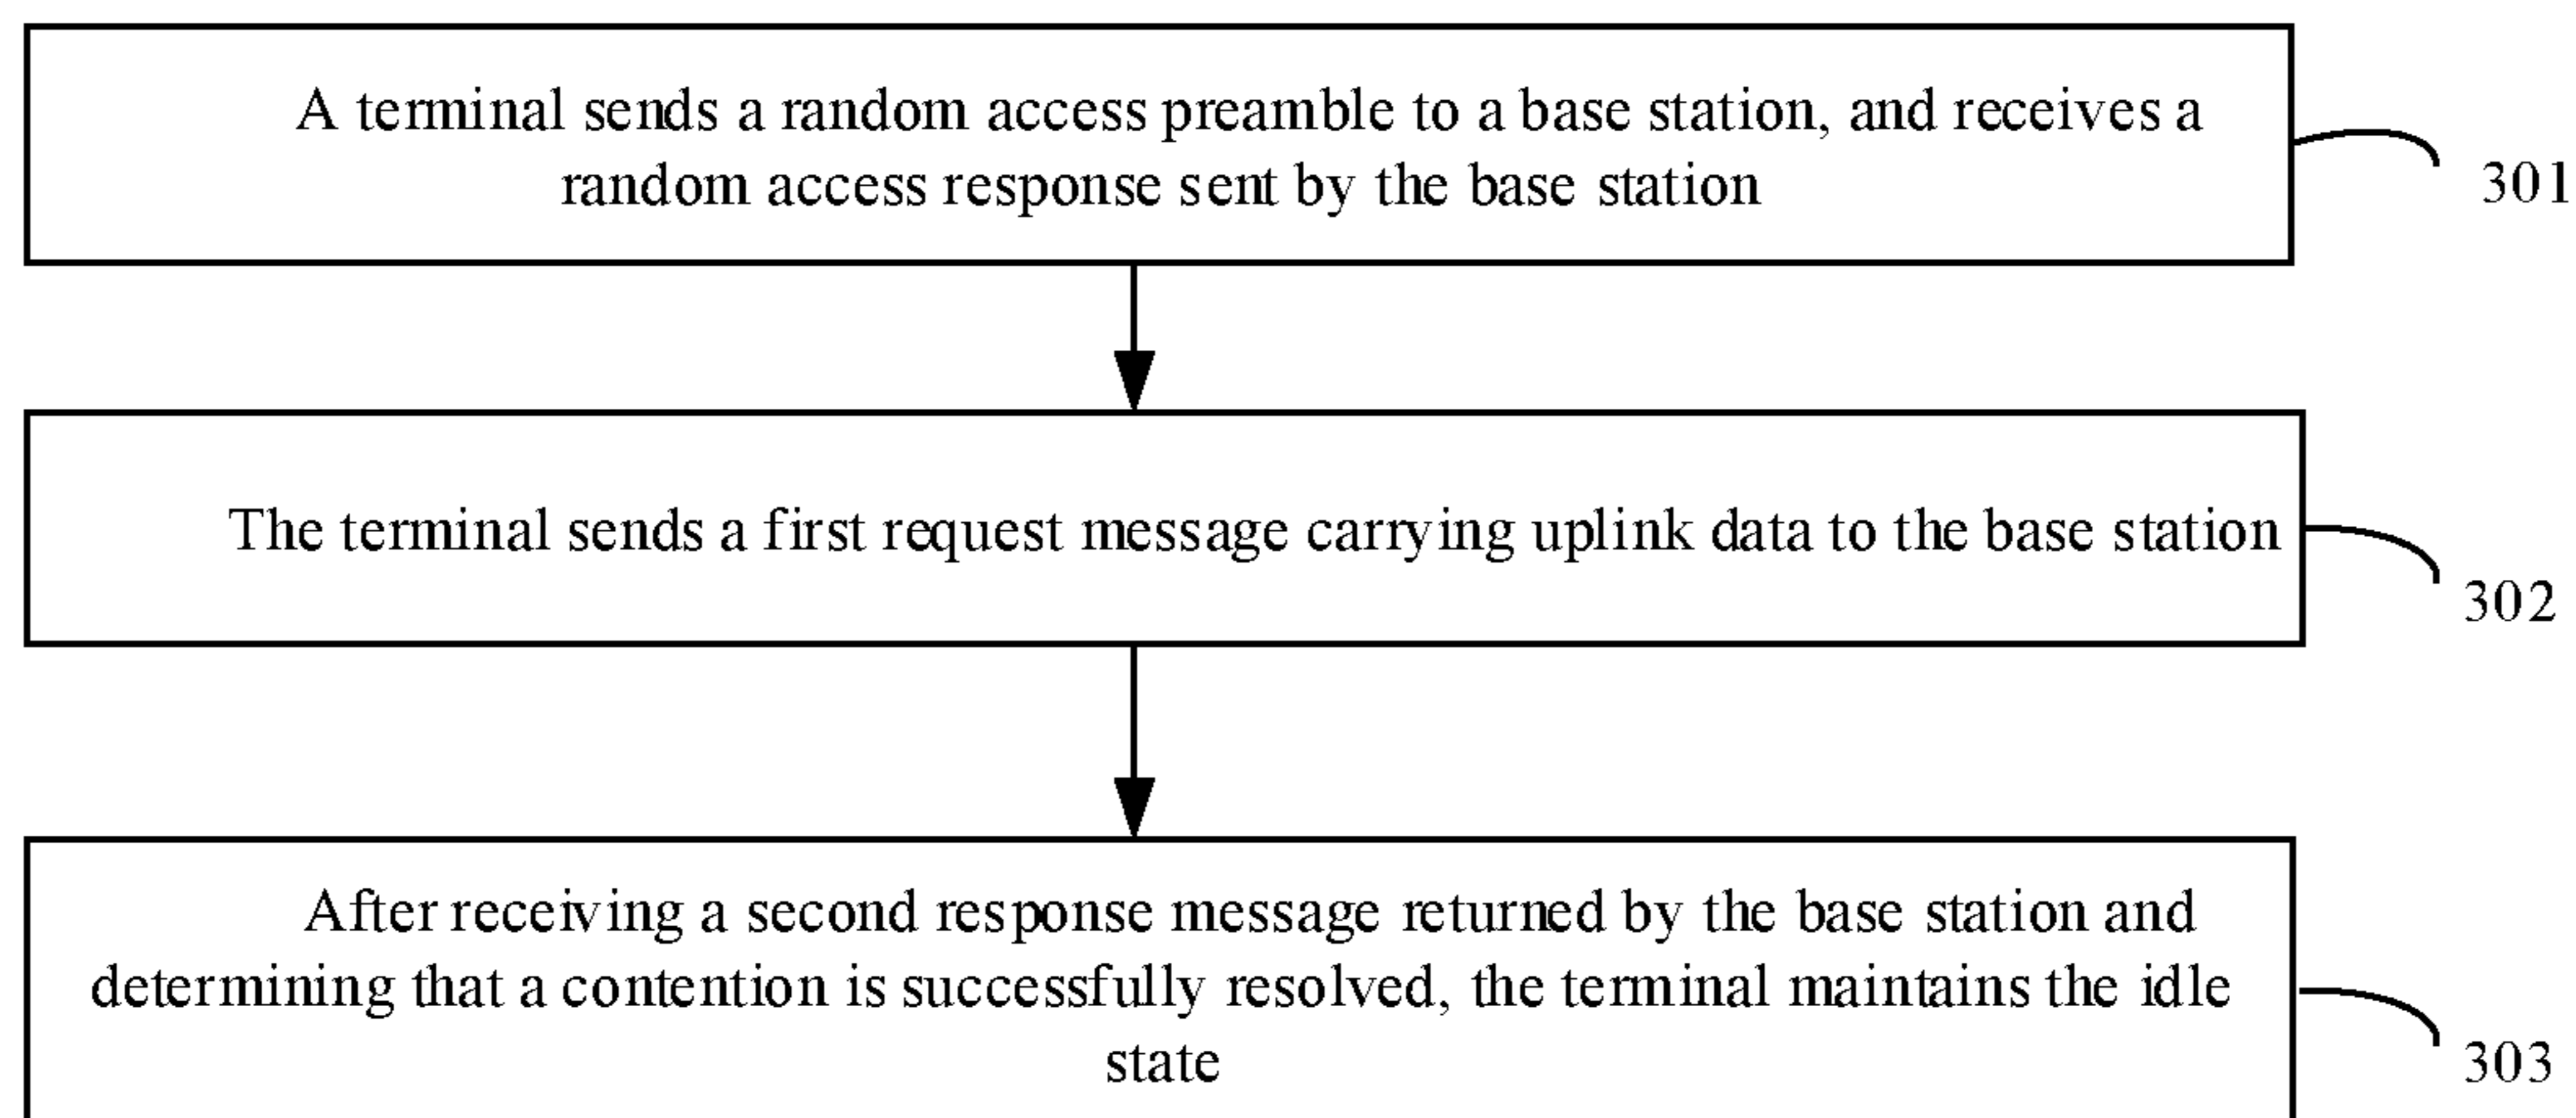 A terminal sends a random access preamble to a base station, and receives a
random access response sent by the base station
301
The terminal sends a first request message carrying uplink data to the base station
302
After receiving a second response message returned by the base station and
determining that a contention is successfully resolved, the terminal maintains the idle
state
303